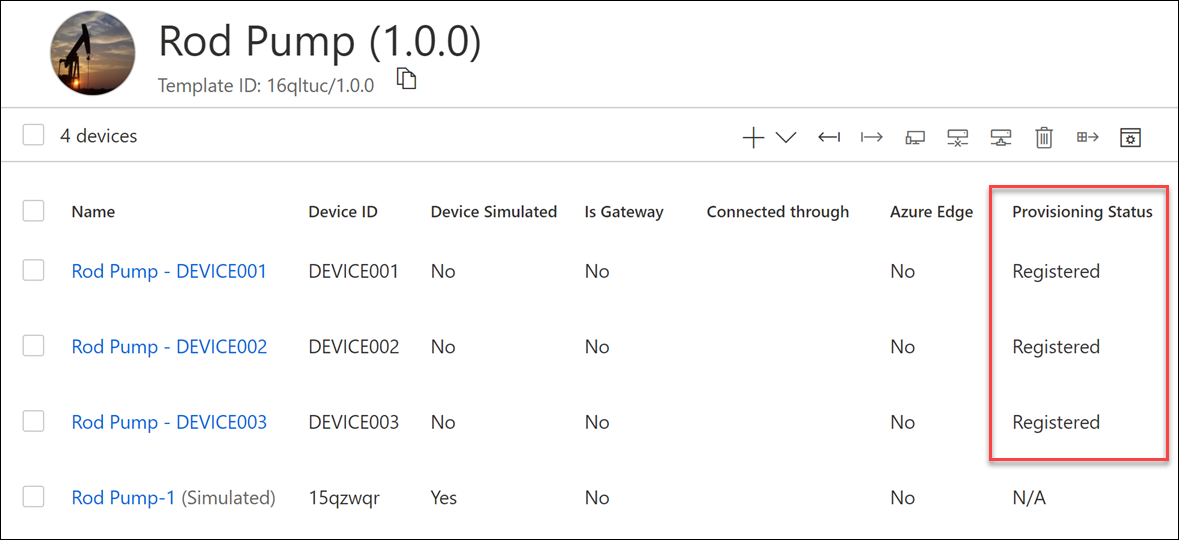 Rod Pump (1.0.0)
Template ID: 16qltuc/1.0.0
4 devices
Name Device ID Device Simulated Is Gateway Connected through Azure Edge Provisioning Status
Rod Pump - DEVICE001 DEVICE001 No No No Registered
Rod Pump - DEVICE002 DEVICE002 No No No Registered
Rod Pump - DEVICE003 DEVICE003 No No No Registered
Rod Pump-1 (Simulated) 15qzwqr Yes No No N/A